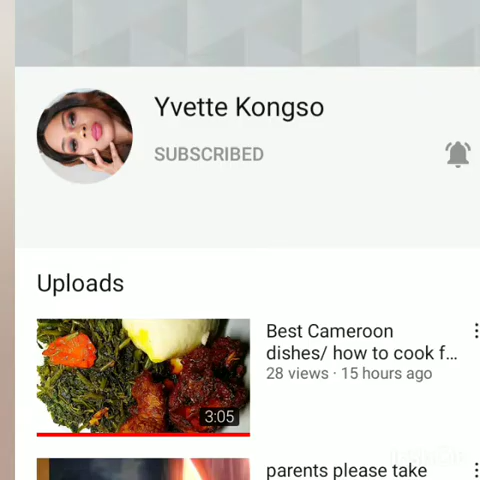 Yvette Kongso
SUBSCRIBED
Uploads
Best Cameroon
dishes/ how to cook f...
28 views · 15 hours ago
3:05
parents please take